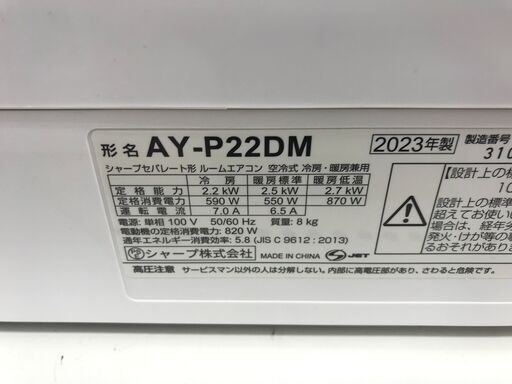 形名 AY-P22DM 2023年製 製造番号
シャープセパレート形 ルームエアコン 空冷式 冷房・暖房兼用 310
冷房 暖房標準 暖房低温
定格能力 2.2 kW 2.5 kW 2.7 kW
定格消費電力 590 W 550 W 870 W
運転電流 7.0 A 6.5 A
電源:単相 100 V 50/60 Hz 質量:8 kg
電動機の定格消費電力:820 W
通年エネルギー消費効率:5.8 (JIS C 9612:2013)
シャープ株式会社 MADE IN CHINA JET
高圧注意 サービスマン以外の人は分解しない。内部に高電圧部があり、さわると危険です。
【設計上の標
10
設計上の標
超えてお使い
場合は、経年劣
発火・けが等の
るおそれがあります